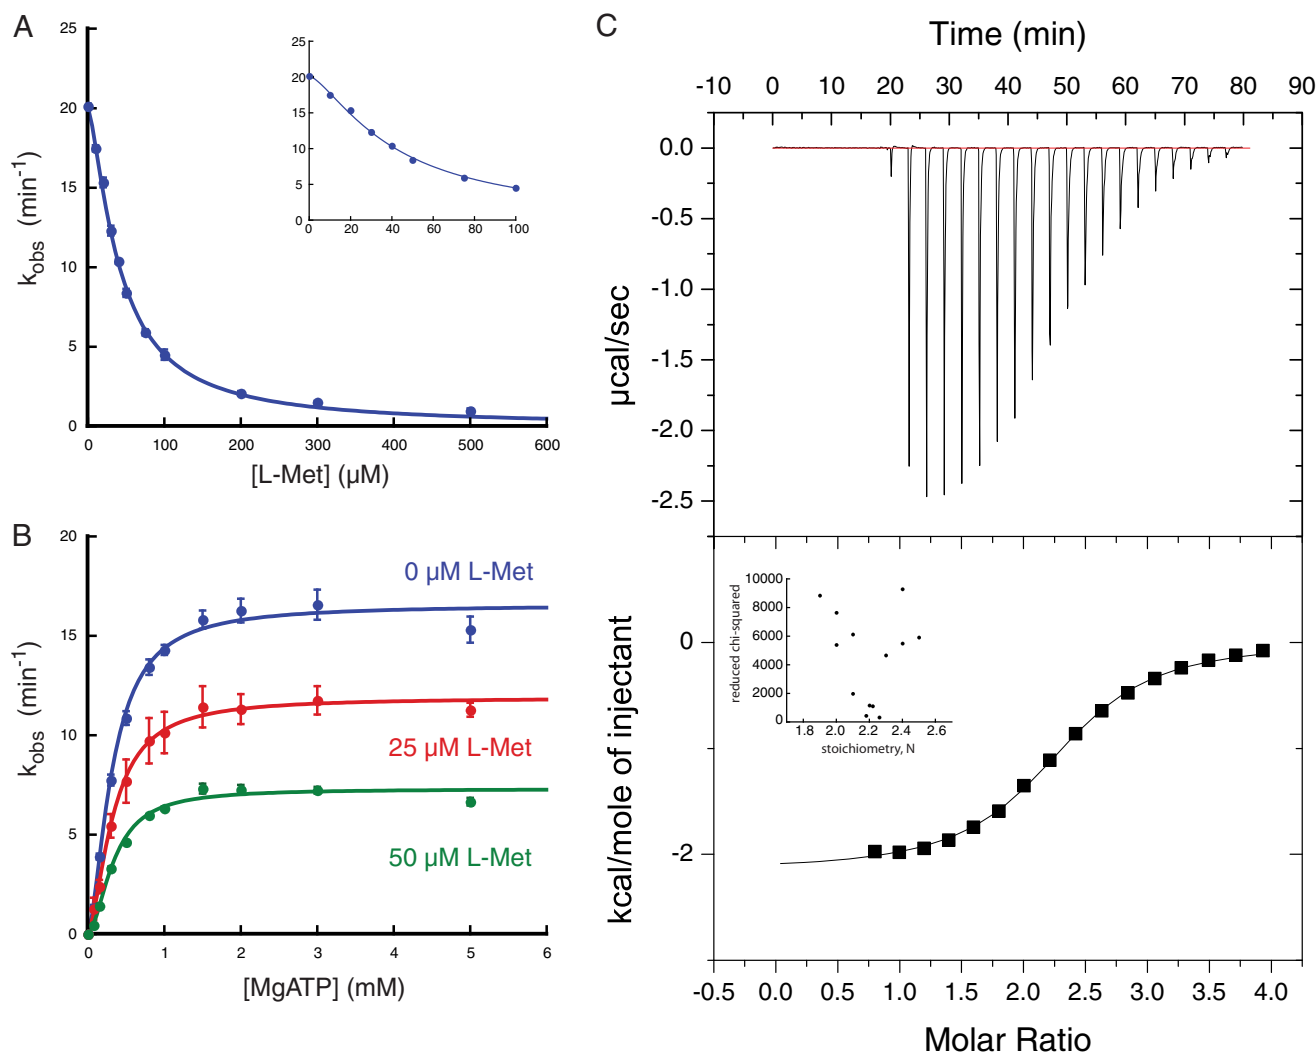 A
25
20
15
10
5
0
k_obs (min⁻¹)
0 100 200 300 400 500 600
[L-Met] (µM)
25
20
15
10
5
0
0 20 40 60 80 100
B
20
15
10
5
0
k_obs (min⁻¹)
0 µM L-Met
25 µM L-Met
50 µM L-Met
0 1 2 3 4 5 6
[MgATP] (mM)
C
Time (min)
-10 0 10 20 30 40 50 60 70 80 90
0.0
-0.5
-1.0
-1.5
-2.0
-2.5
µcal/sec
0
-2
kcal/mole of injectant
10000
8000
6000
4000
2000
0
reduced chi-squared
1.8 2.0 2.2 2.4 2.6
stoichiometry, N
-0.5 0.0 0.5 1.0 1.5 2.0 2.5 3.0 3.5 4.0
Molar Ratio